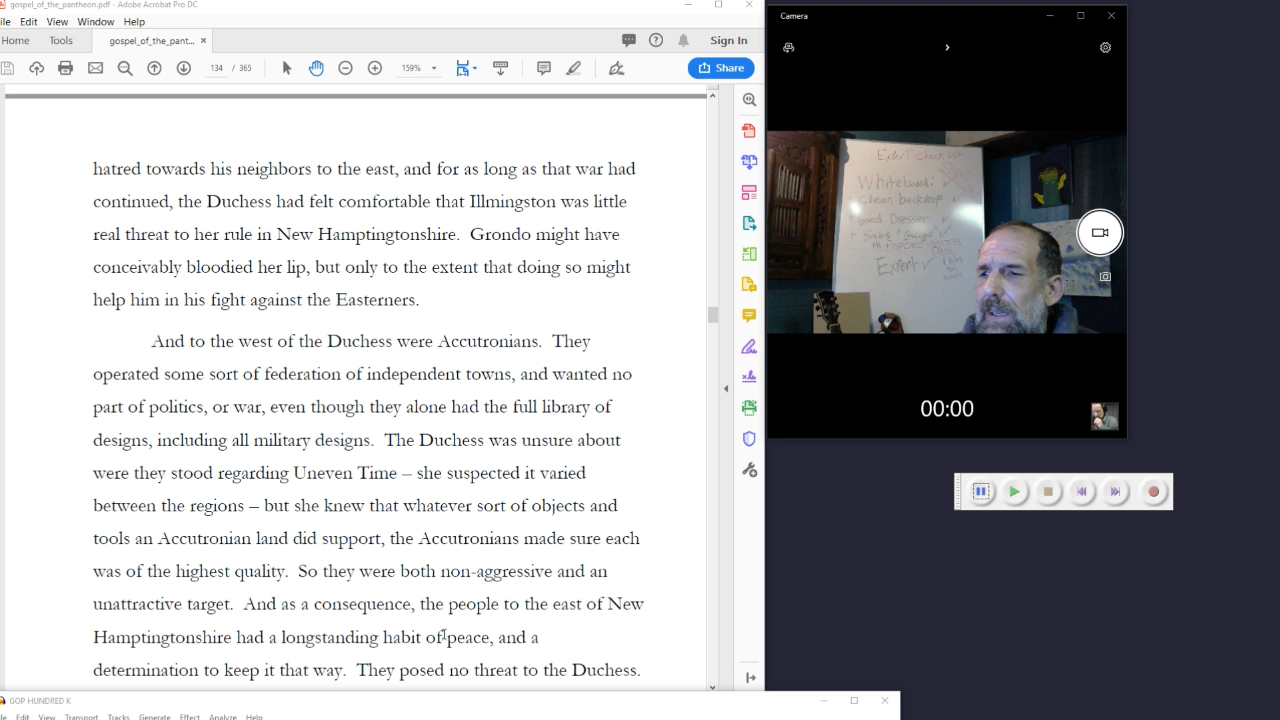 gospel_of_the_pantheon.pdf - Adobe Acrobat Pro DC
ile Edit View Window Help
Home Tools gospel_of_the_pant... × Sign In
134 / 365 159% Share
hatred towards his neighbors to the east, and for as long as that war had
continued, the Duchess had felt comfortable that Illmingston was little
real threat to her rule in New Hamptingtonshire. Grondo might have
conceivably bloodied her lip, but only to the extent that doing so might
help him in his fight against the Easterners.
And to the west of the Duchess were Accutronians. They
operated some sort of federation of independent towns, and wanted no
part of politics, or war, even though they alone had the full library of
designs, including all military designs. The Duchess was unsure about
were they stood regarding Uneven Time – she suspected it varied
between the regions – but she knew that whatever sort of objects and
tools an Accutronian land did support, the Accutronians made sure each
was of the highest quality. So they were both non-aggressive and an
unattractive target. And as a consequence, the people to the east of New
Hamptingtonshire had a longstanding habit of peace, and a
determination to keep it that way. They posed no threat to the Duchess.
Camera
Expert Checklist
Whiteboard:
Clean backdrop
Good Dresser
Expert ✓
00:00
GOP HUNDRED K
ile Edit View Transport Tracks Generate Effect Analyze Help